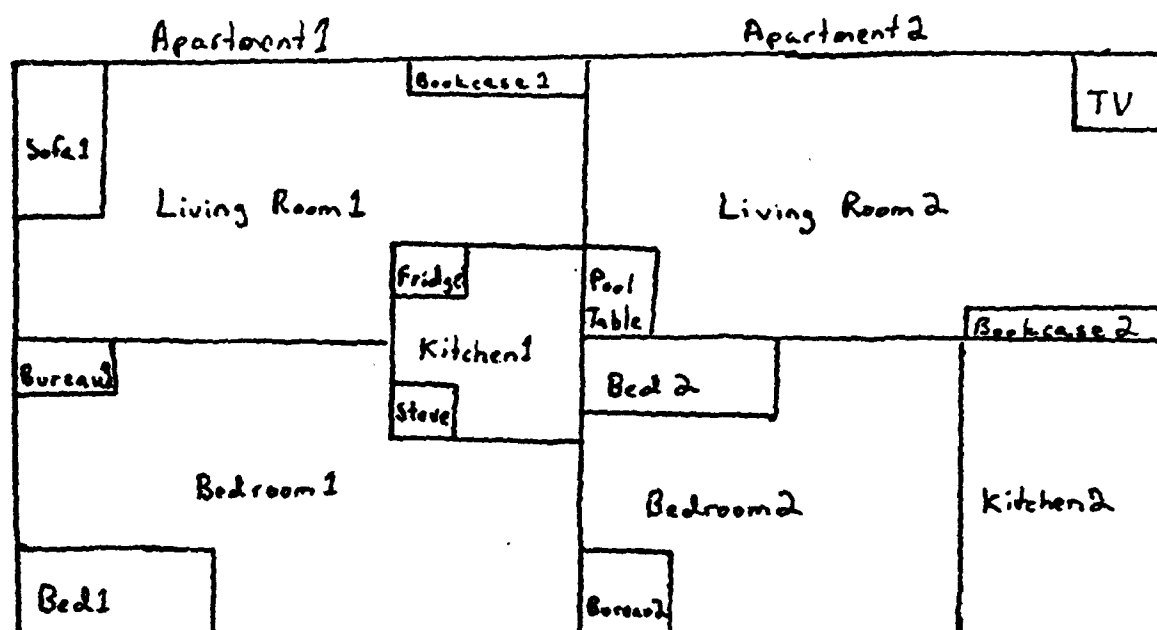 Apartment 1
Apartment 2
Bookcase 1
TV
Sofa 1
Living Room 1
Living Room 2
Fridge
Pool
Table
Bookcase 2
Kitchen 1
Bureau 1
Bed 2
Stove
Bedroom 1
Bedroom 2
Kitchen 2
Bed 1
Bureau 2